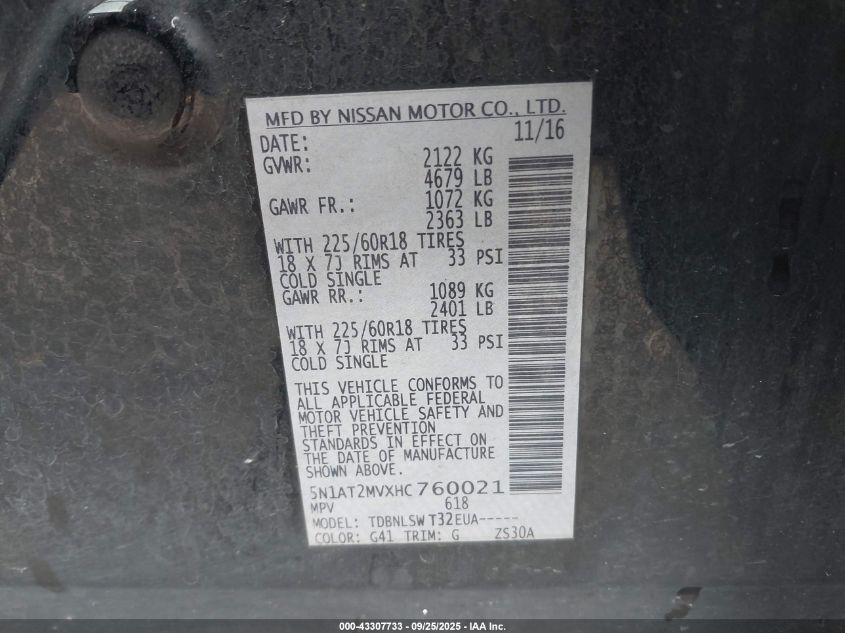 MFD BY NISSAN MOTOR CO., LTD.
DATE: 11/16
GVWR: 2122 KG
4679 LB
GAWR FR.: 1072 KG
2363 LB
WITH 225/60R18 TIRES
18 X 7J RIMS AT 33 PSI
COLD SINGLE
GAWR RR.: 1089 KG
2401 LB
WITH 225/60R18 TIRES
18 X 7J RIMS AT 33 PSI
COLD SINGLE
THIS VEHICLE CONFORMS TO
ALL APPLICABLE FEDERAL
MOTOR VEHICLE SAFETY AND
THEFT PREVENTION
STANDARDS IN EFFECT ON
THE DATE OF MANUFACTURE
SHOWN ABOVE.
5N1AT2MVXHC760021
MPV 618
MODEL: TDBNLSW T32EUA-----
COLOR: G41 TRIM: G ZS30A
000-43307733 - 09/25/2025 - IAA Inc.